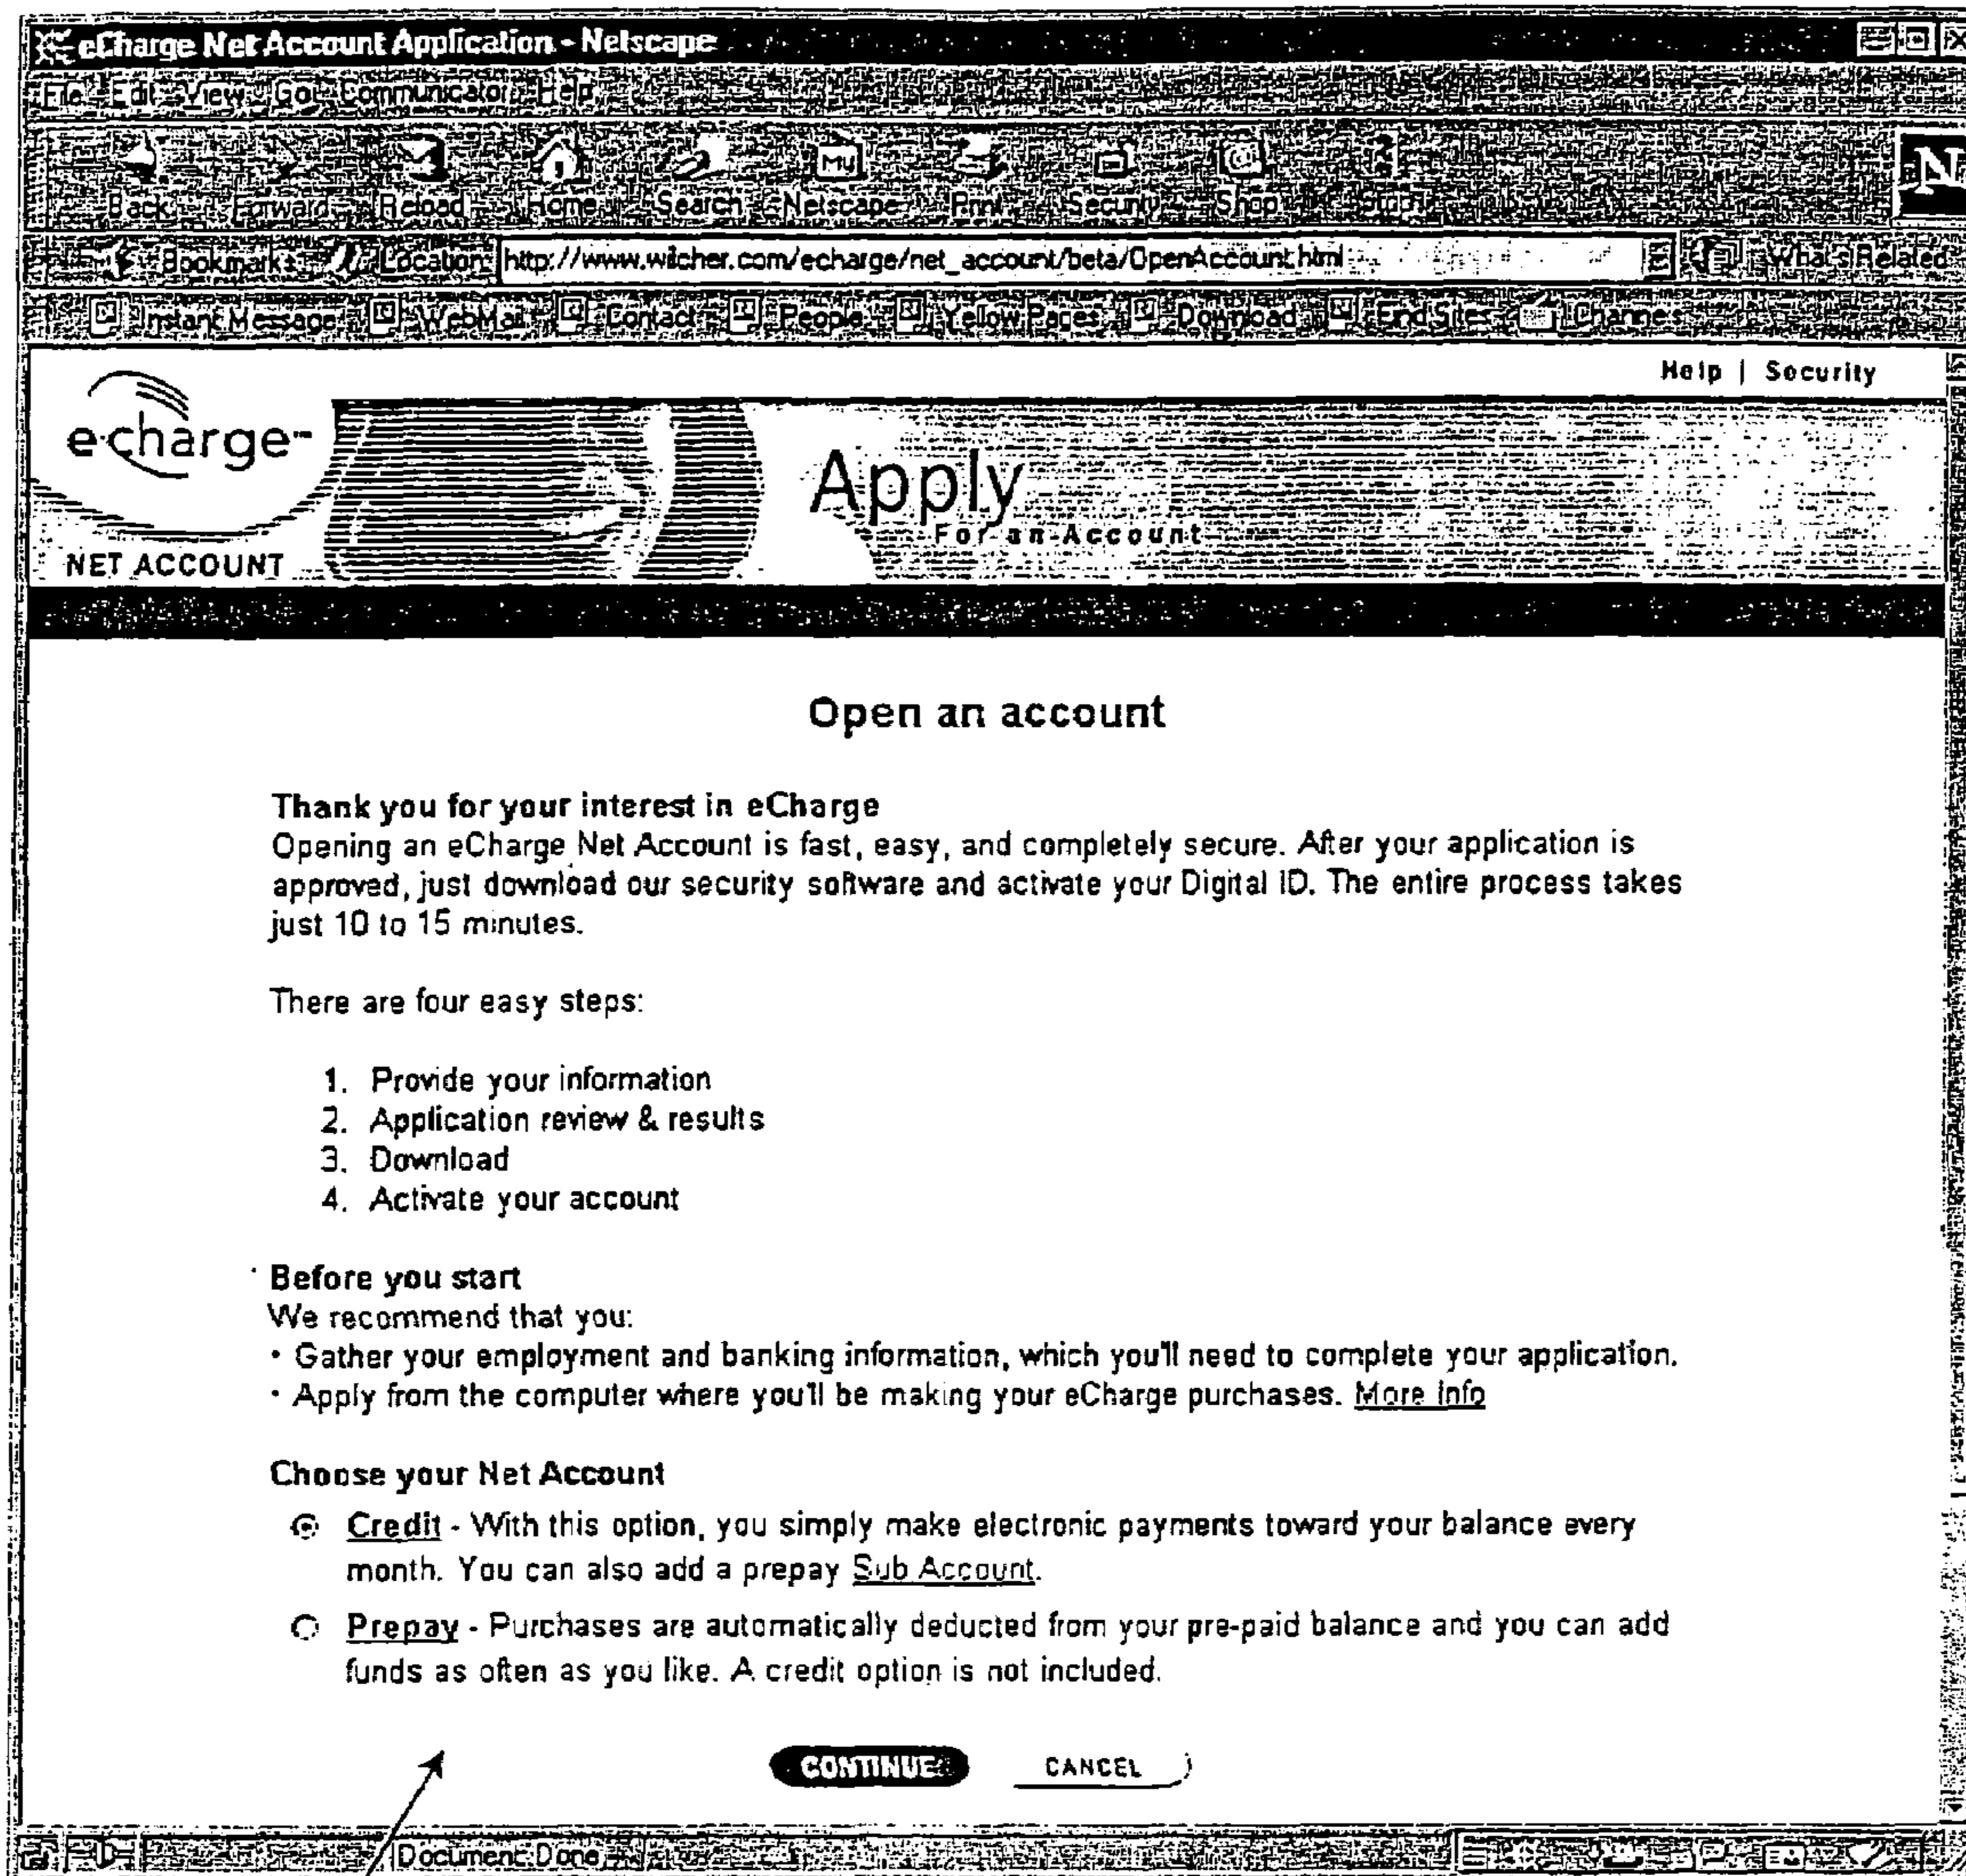 eCharge Net Account Application - Netscape
File Edit View Go Communicator Help
Back Forward Reload Home Search Netscape Print Security Shop Stop
My
N
Bookmarks Location: http://www.wilcher.com/echarge/net_account/beta/OpenAccount.html What's Related
Instant Message WebMail Contact People Yellow Pages Download Find Sites Channels
Help | Security
e·charge™
Apply
For an Account
NET ACCOUNT
Open an account
Thank you for your interest in eCharge
Opening an eCharge Net Account is fast, easy, and completely secure. After your application is
approved, just download our security software and activate your Digital ID. The entire process takes
just 10 to 15 minutes.
There are four easy steps:
1. Provide your information
2. Application review & results
3. Download
4. Activate your account
Before you start
We recommend that you:
• Gather your employment and banking information, which you'll need to complete your application.
• Apply from the computer where you'll be making your eCharge purchases. More Info
Choose your Net Account
Credit - With this option, you simply make electronic payments toward your balance every
month. You can also add a prepay Sub Account.
Prepay - Purchases are automatically deducted from your pre-paid balance and you can add
funds as often as you like. A credit option is not included.
CONTINUE CANCEL
Document: Done